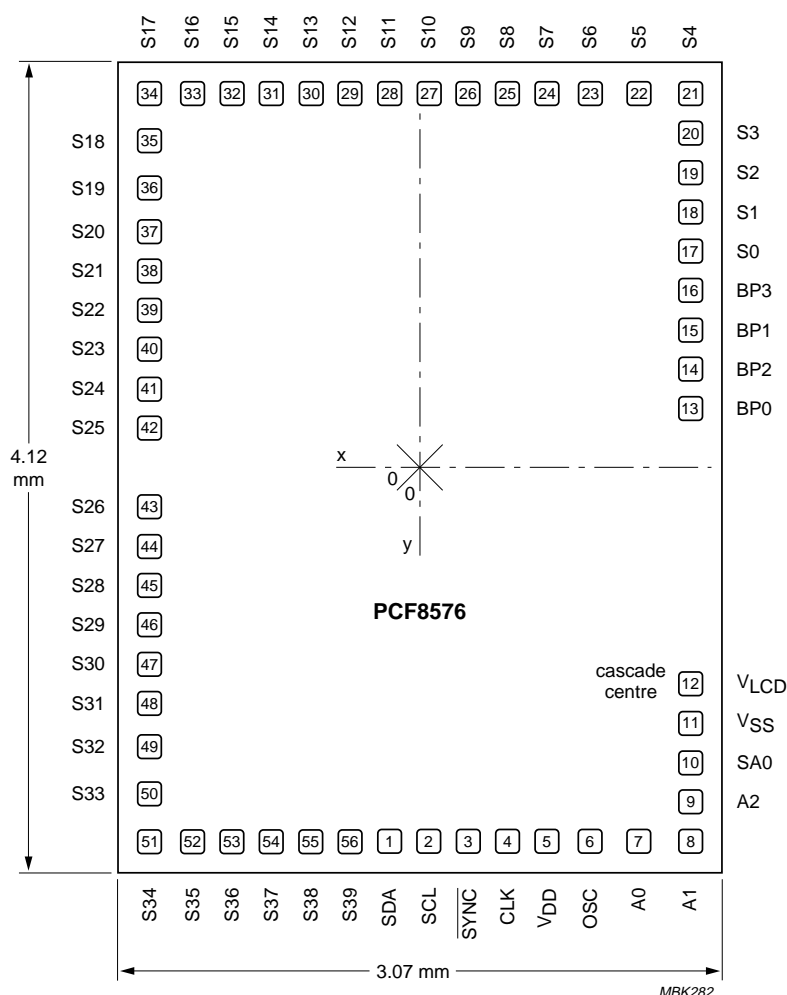 S17 S16 S15 S14 S13 S12 S11 S10 S9 S8 S7 S6 S5 S4
34 33 32 31 30 29 28 27 26 25 24 23 22 21
S18 35 20 S3
S19 36 19 S2
18 S1
S20 37
17 S0
S21 38
16 BP3
S22 39
15 BP1
S23 40
14 BP2
S24 41
13 BP0
S25 42
4.12
mm
x
0
0
S26 43
S27 44
y
S28 45
PCF8576
S29 46
S30 47
cascade
centre
12 VLCD
S31 48
11 VSS
S32 49
10 SA0
S33 50
9 A2
51 52 53 54 55 56 1 2 3 4 5 6 7 8
S34 S35 S36 S37 S38 S39 SDA SCL SYNC CLK VDD OSC A0 A1
3.07 mm
MBK282